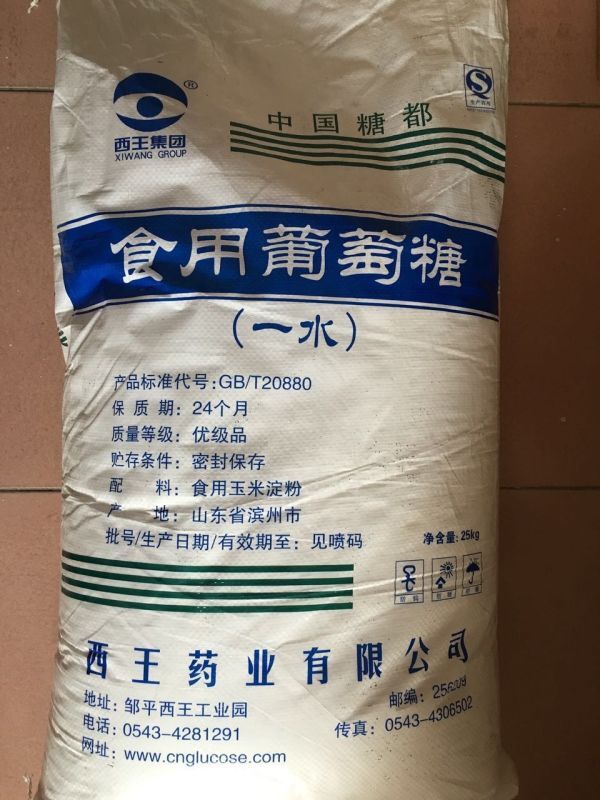 ®
西王集团
XIWANG GROUP
中国糖都
食用葡萄糖
(一水)
产品标准代号:GB/T20880
保质期:24个月
质量等级:优级品
贮存条件:密封保存
配料:食用玉米淀粉
产地:山东省滨州市
批号/生产日期/有效期至:见喷码
净含量:25kg
西王药业有限公司
地址:邹平西王工业园
邮编:
电话:0543-4281291
传真:0543-4306502
网址:www.cnglucose.com